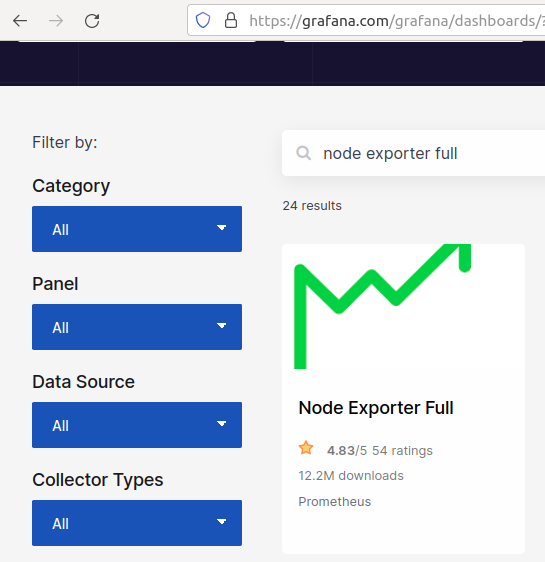 https://grafana.com/grafana/dashboards/
Filter by:
Category
All
Panel
All
Data Source
All
Collector Types
All
node exporter full
24 results
Node Exporter Full
4.83/5 54 ratings
12.2M downloads
Prometheus